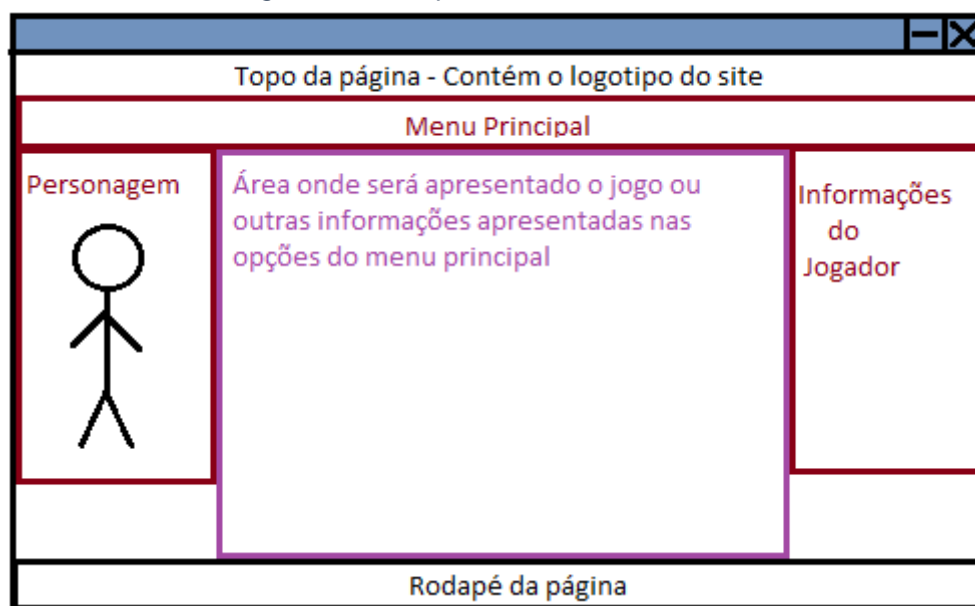 Topo da página - Contém o logotipo do site
Menu Principal
Personagem
Área onde será apresentado o jogo ou
outras informações apresentadas nas
opções do menu principal
Informações
do
Jogador
Rodapé da página